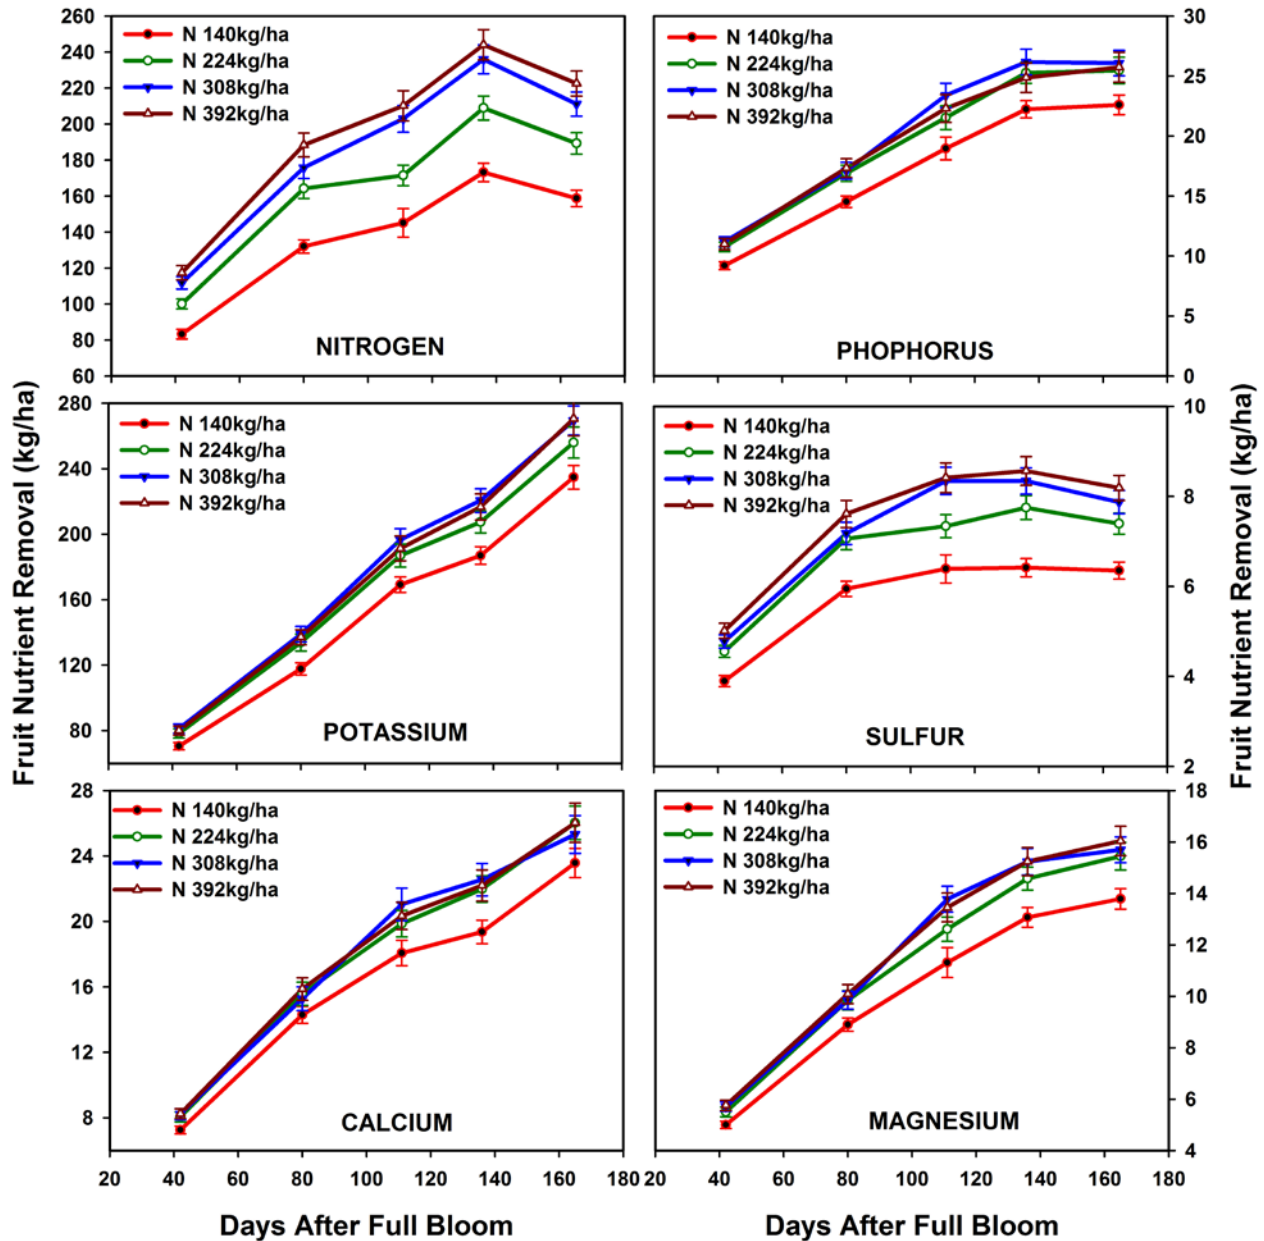 260
240
220
200
180
160
140
120
100
80
60
N 140kg/ha
N 224kg/ha
N 308kg/ha
N 392kg/ha
NITROGEN
N 140kg/ha
N 224kg/ha
N 308kg/ha
N 392kg/ha
PHOPHORUS
30
25
20
15
10
5
0
Fruit Nutrient Removal (kg/ha)
280
240
200
160
120
80
N 140kg/ha
N 224kg/ha
N 308kg/ha
N 392kg/ha
POTASSIUM
N 140kg/ha
N 224kg/ha
N 308kg/ha
N 392kg/ha
SULFUR
10
8
6
4
2
Fruit Nutrient Removal (kg/ha)
28
24
20
16
12
8
N 140kg/ha
N 224kg/ha
N 308kg/ha
N 392kg/ha
CALCIUM
N 140kg/ha
N 224kg/ha
N 308kg/ha
N 392kg/ha
MAGNESIUM
18
16
14
12
10
8
6
4
20 40 60 80 100 120 140 160 180
20 40 60 80 100 120 140 160 180
Days After Full Bloom
Days After Full Bloom